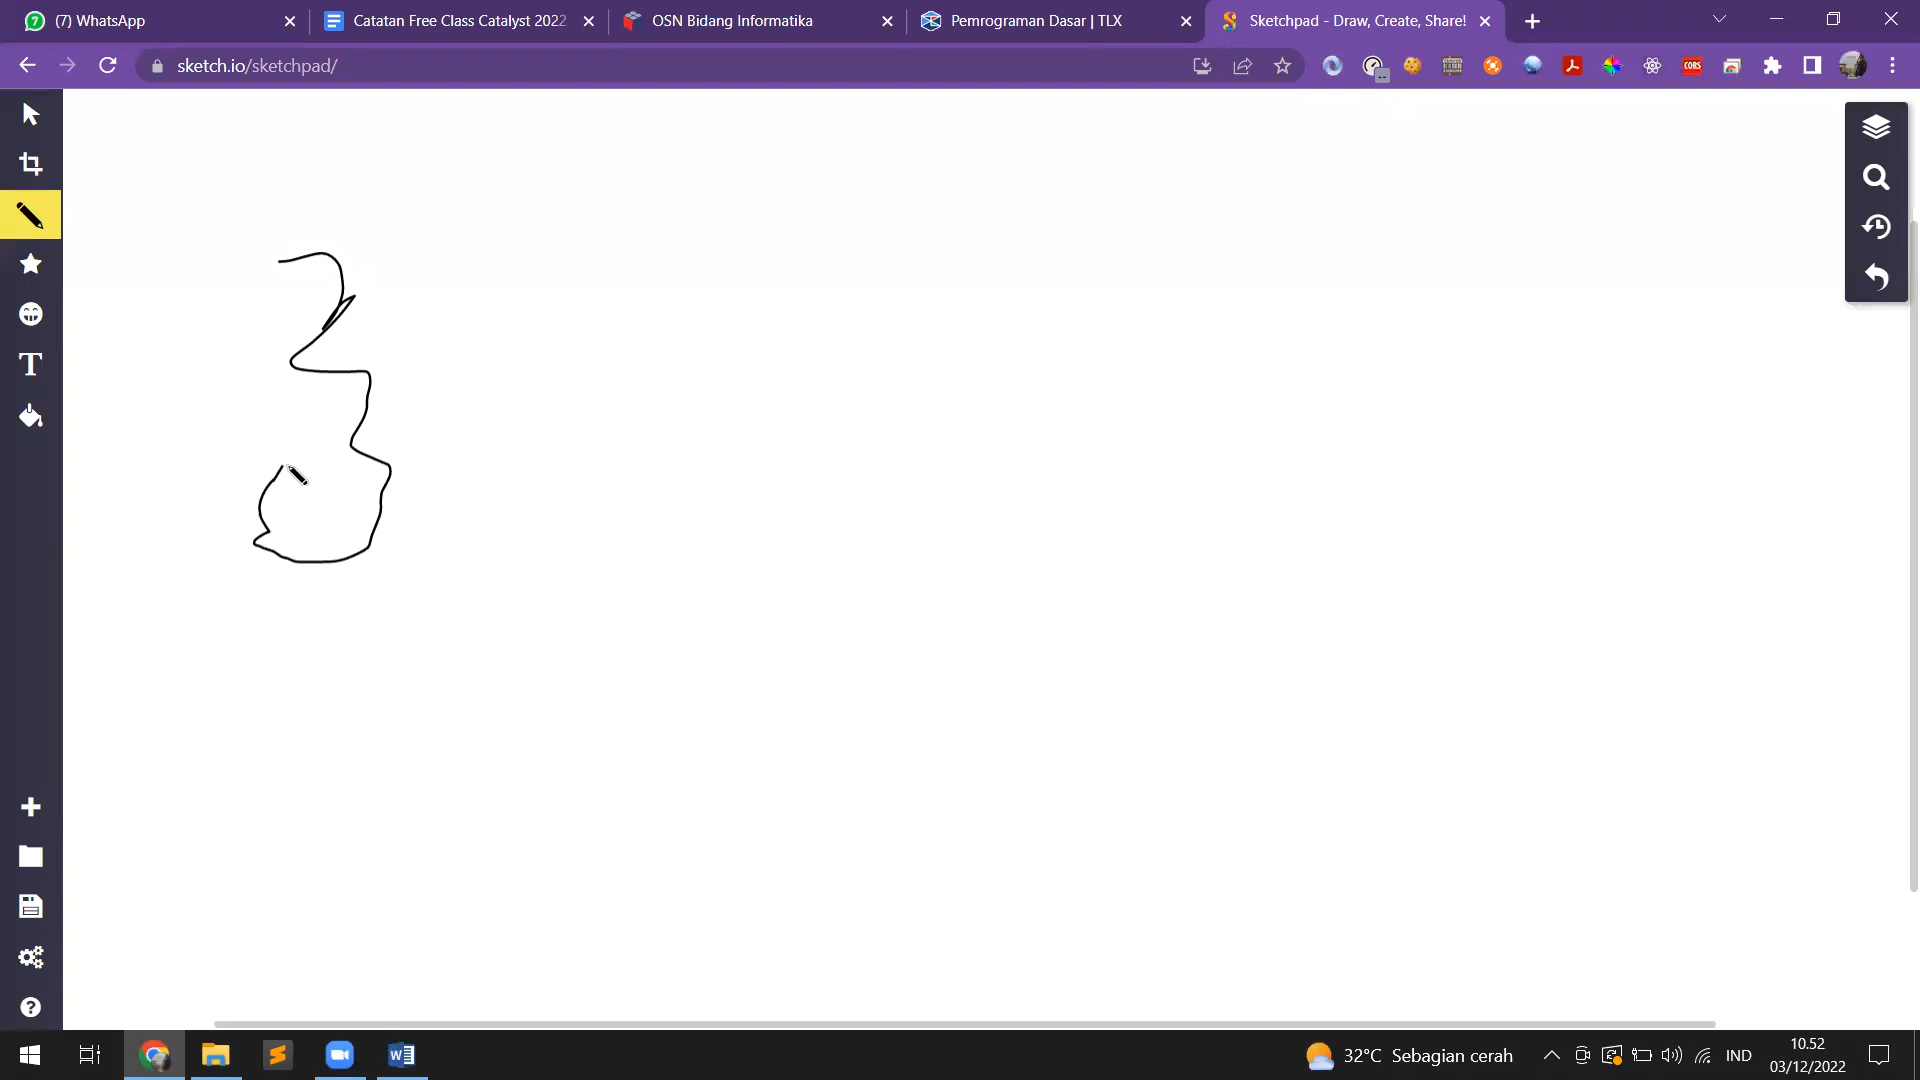 (7) WhatsApp
Catatan Free Class Catalyst 2022
OSN Bidang Informatika
Pemrograman Dasar | TLX
Sketchpad - Draw, Create, Share!
sketch.io/sketchpad/
CORS
T
32°C Sebagian cerah
IND
10.52
03/12/2022